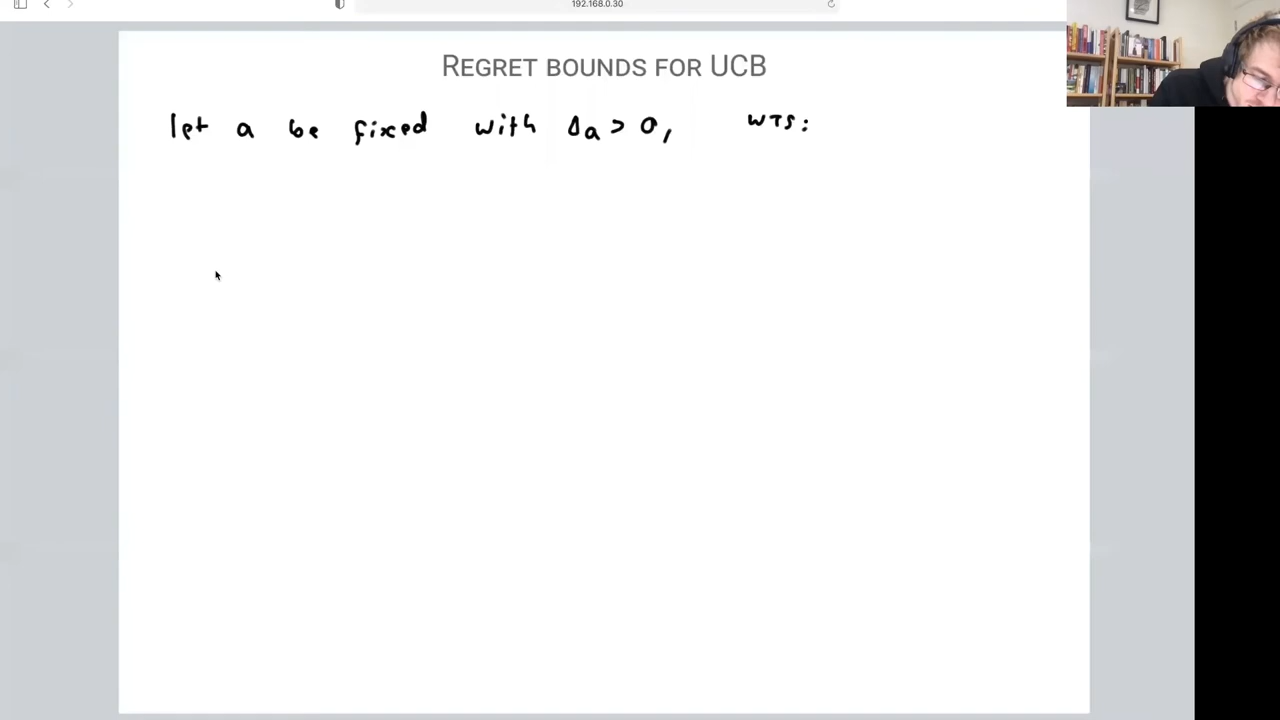 192.168.0.30
REGRET BOUNDS FOR UCB
let a be fixed with Δa > 0, WTS: